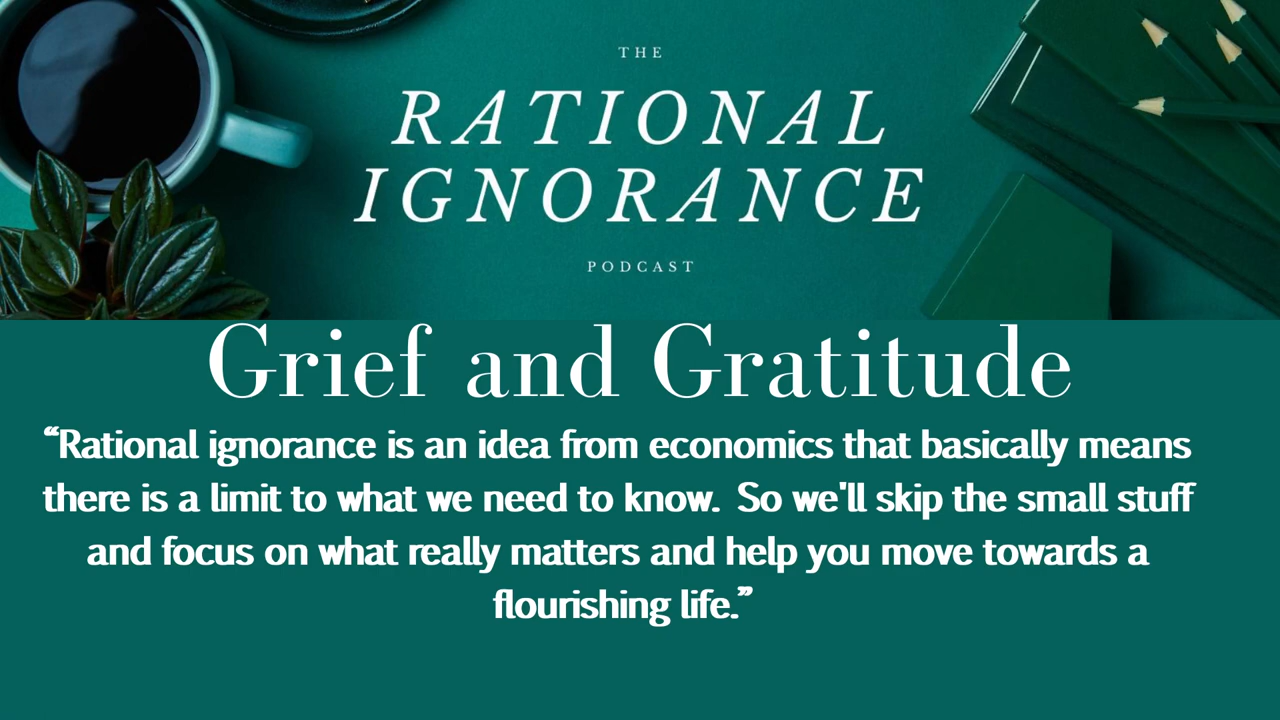 THE
RATIONAL
IGNORANCE
PODCAST
Grief and Gratitude
“Rational ignorance is an idea from economics that basically means
there is a limit to what we need to know.  So we'll skip the small stuff
and focus on what really matters and help you move towards a
flourishing life.”